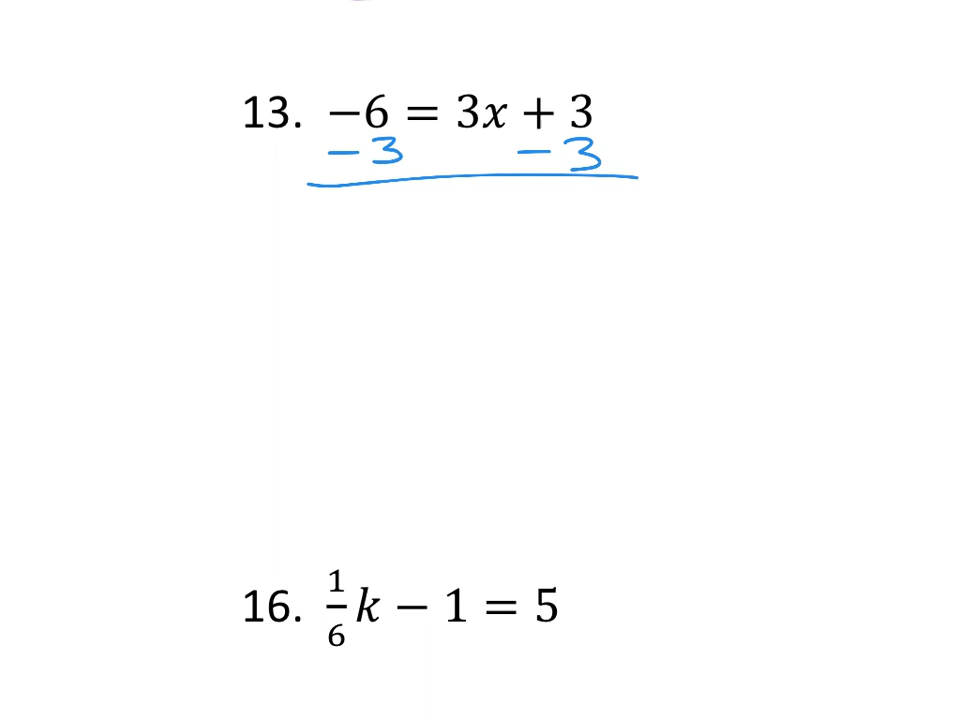 13. −6 = 3x + 3
−3 −3
16. 1/6 k − 1 = 5